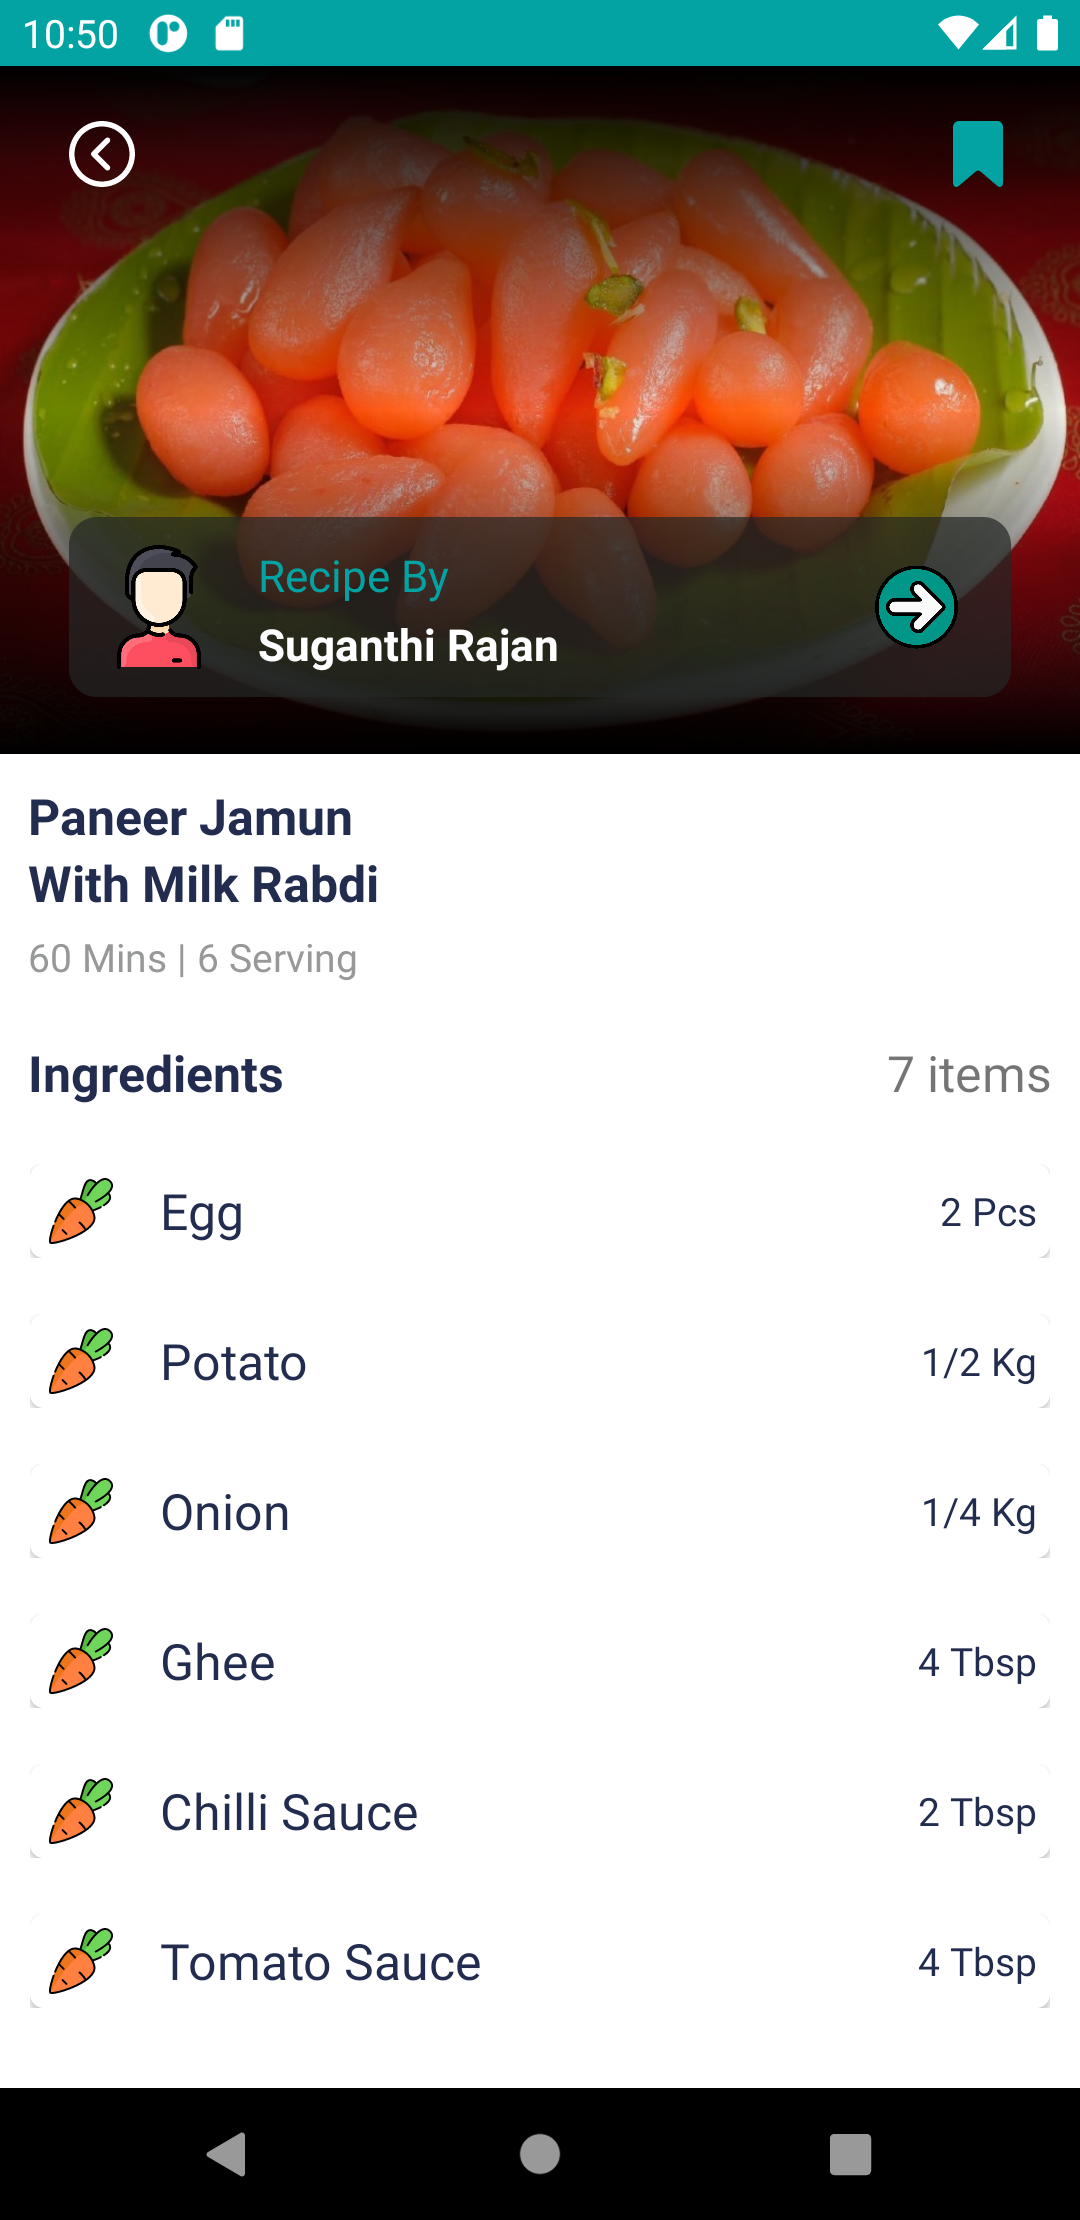 10:50
Recipe By
Suganthi Rajan
Paneer Jamun
With Milk Rabdi
60 Mins | 6 Serving
Ingredients 7 items
Egg 2 Pcs
Potato 1/2 Kg
Onion 1/4 Kg
Ghee 4 Tbsp
Chilli Sauce 2 Tbsp
Tomato Sauce 4 Tbsp